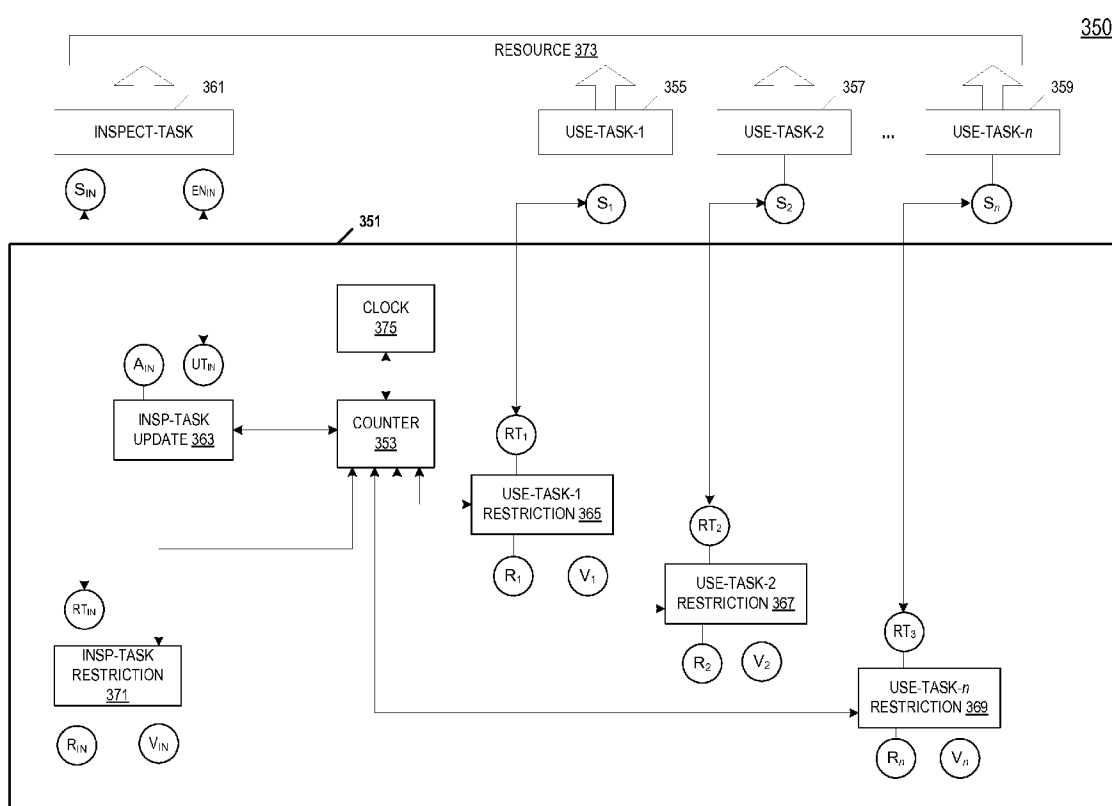 350
RESOURCE 373
361
355
357
359
INSPECT-TASK
USE-TASK-1
USE-TASK-2
...
USE-TASK-n
SIN
ENIN
S1
S2
Sn
351
CLOCK
375
AIN
UTIN
INSP-TASK
UPDATE 363
COUNTER
353
RT1
USE-TASK-1
RESTRICTION 365
R1
V1
RT2
USE-TASK-2
RESTRICTION 367
R2
V2
RTIN
INSP-TASK
RESTRICTION
371
RIN
VIN
RT3
USE-TASK-n
RESTRICTION 369
Rn
Vn